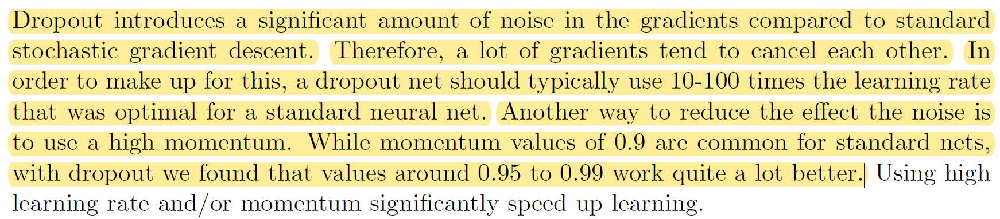 Dropout introduces a significant amount of noise in the gradients compared to standard
stochastic gradient descent. Therefore, a lot of gradients tend to cancel each other. In
order to make up for this, a dropout net should typically use 10-100 times the learning rate
that was optimal for a standard neural net. Another way to reduce the effect the noise is
to use a high momentum. While momentum values of 0.9 are common for standard nets,
with dropout we found that values around 0.95 to 0.99 work quite a lot better. Using high
learning rate and/or momentum significantly speed up learning.